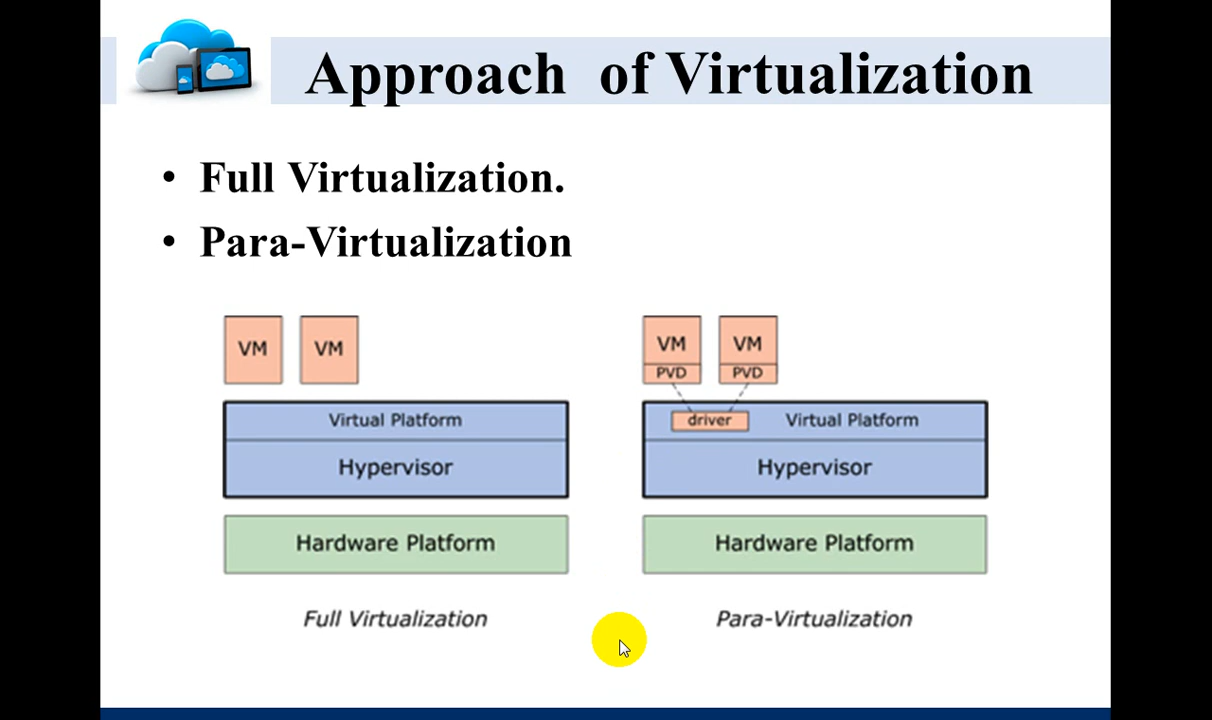 Approach of Virtualization
• Full Virtualization.
• Para-Virtualization
VM VM
Virtual Platform
Hypervisor
Hardware Platform
Full Virtualization
VM VM
PVD PVD
driver Virtual Platform
Hypervisor
Hardware Platform
Para-Virtualization